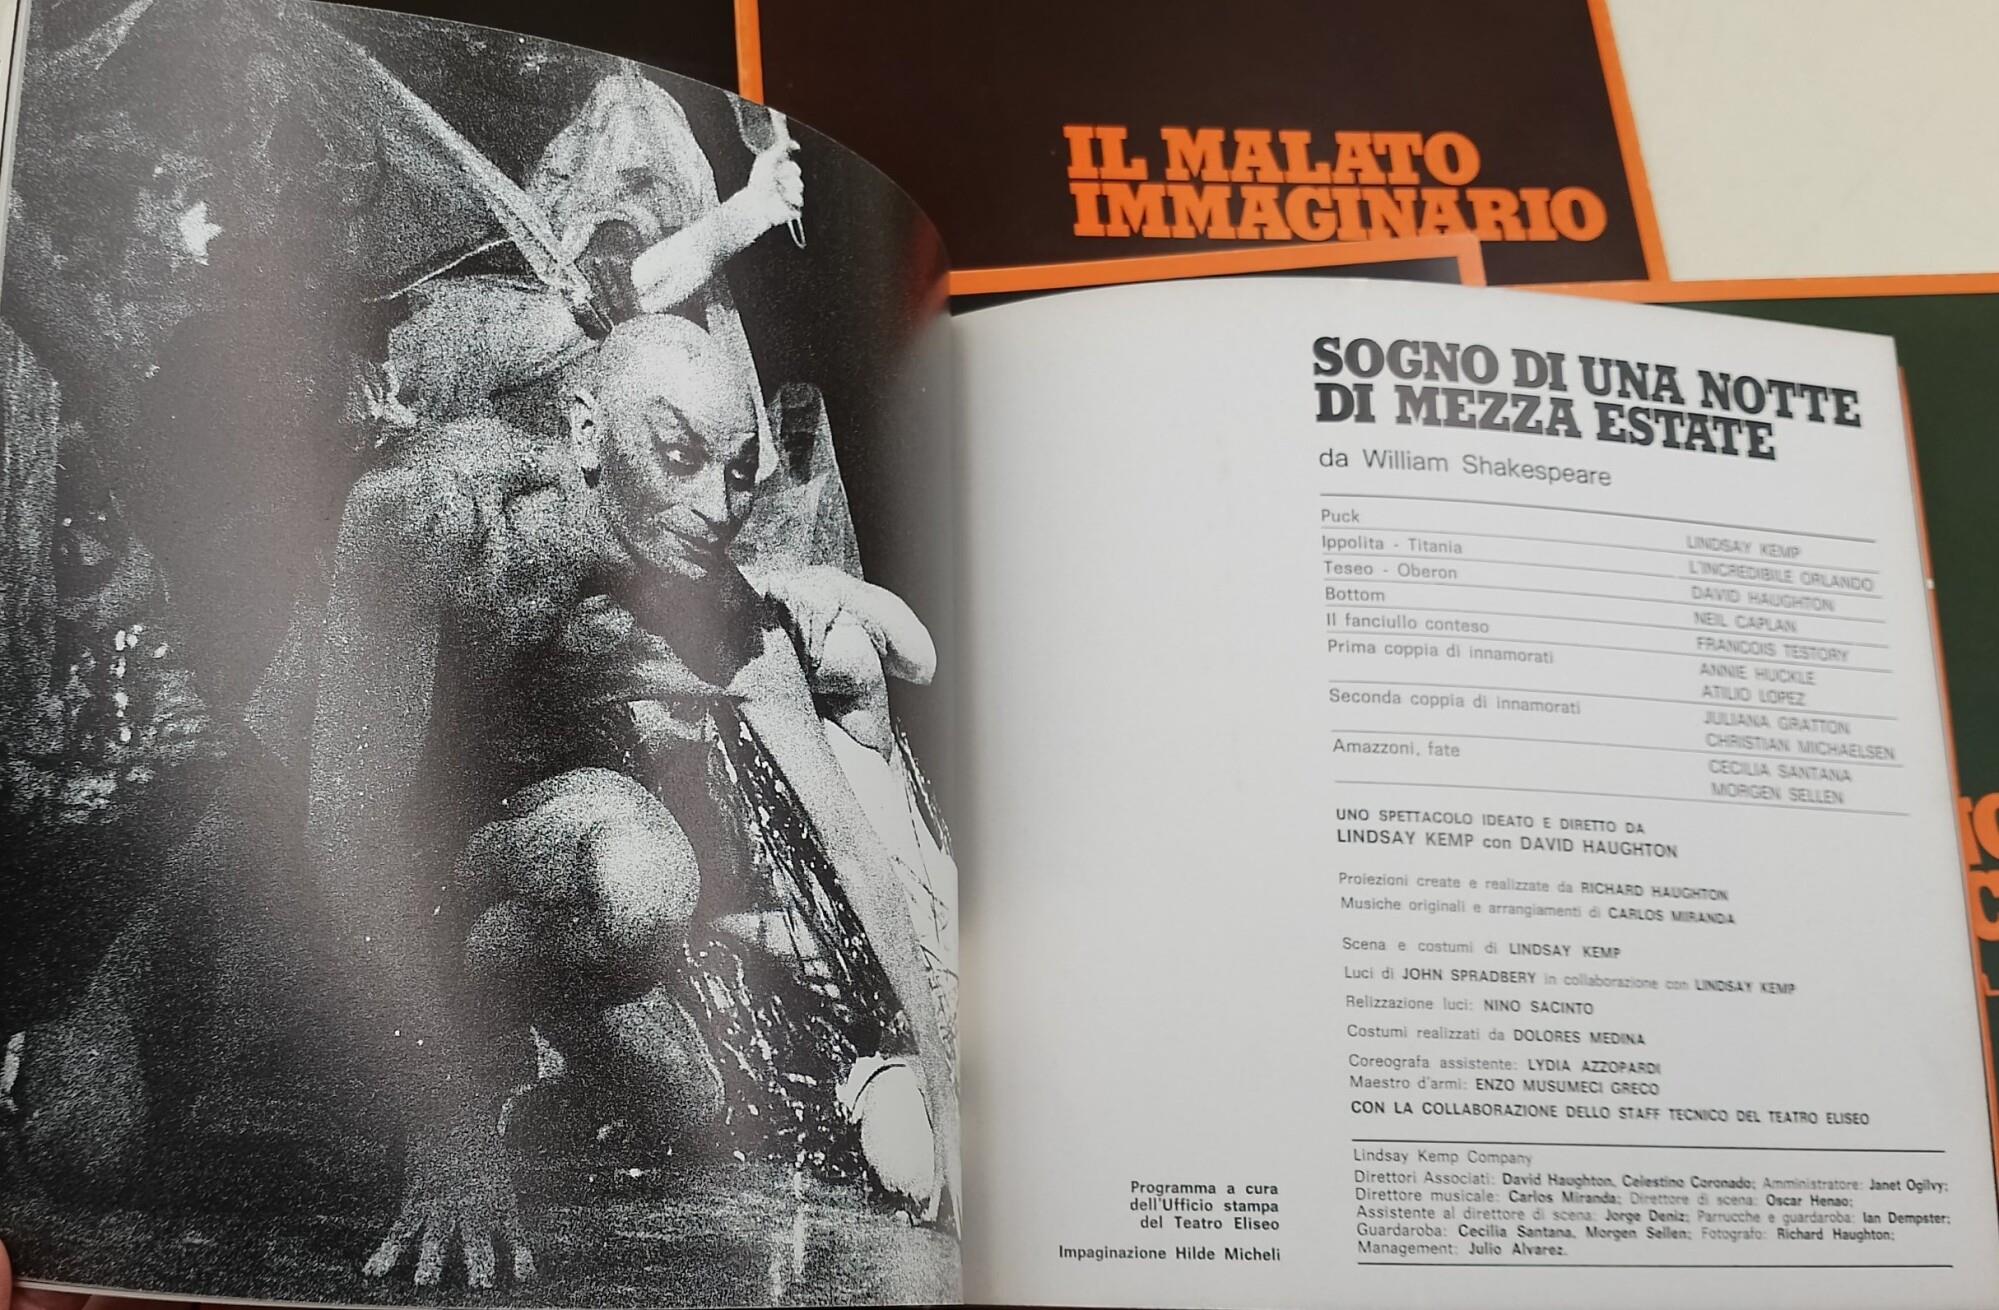 IL MALATO
IMMAGINARIO
SOGNO DI UNA NOTTE
DI MEZZA ESTATE
da William Shakespeare
Puck LINDSAY KEMP
Ippolita - Titania L'INCREDIBILE ORLANDO
Teseo - Oberon DAVID HAUGHTON
Bottom NEIL CAPLAN
Il fanciullo conteso FRANCOIS TESTORY
Prima coppia di innamorati ANNIE HUCKLE
ATILIO LOPEZ
Seconda coppia di innamorati JULIANA GRATTON
CHRISTIAN MICHAELSEN
Amazzoni, fate CECILIA SANTANA
MORGEN SELLEN
UNO SPETTACOLO IDEATO E DIRETTO DA
LINDSAY KEMP con DAVID HAUGHTON
Proiezioni create e realizzate da RICHARD HAUGHTON
Musiche originali e arrangiamenti di CARLOS MIRANDA
Scena e costumi di LINDSAY KEMP
Luci di JOHN SPRADBERY in collaborazione con LINDSAY KEMP
Relizzazione luci: NINO SACINTO
Costumi realizzati da DOLORES MEDINA
Coreografa assistente: LYDIA AZZOPARDI
Maestro d'armi: ENZO MUSUMECI GRECO
CON LA COLLABORAZIONE DELLO STAFF TECNICO DEL TEATRO ELISEO
Lindsay Kemp Company
Direttori Associati: David Haughton, Celestino Coronado; Amministratore: Janet Ogilvy;
Direttore musicale: Carlos Miranda; Direttore di scena: Oscar Henao;
Assistente al direttore di scena: Jorge Deniz; Parrucche e guardaroba: Ian Dempster;
Guardaroba: Cecilia Santana, Morgen Sellen; Fotografo: Richard Haughton;
Management: Julio Alvarez.
Programma a cura
dell'Ufficio stampa
del Teatro Eliseo
Impaginazione Hilde Micheli